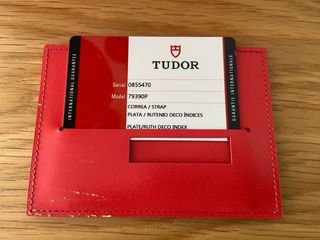 INTERNATIONAL GUARANTEE
TUDOR
Serial 0855470
Model 79390P
CORREA / STRAP
PLATA / RUTENIO DECO ÍNDICES
PLATE/RUTH DECO INDEX
GARANTIE INTERNATIONALE